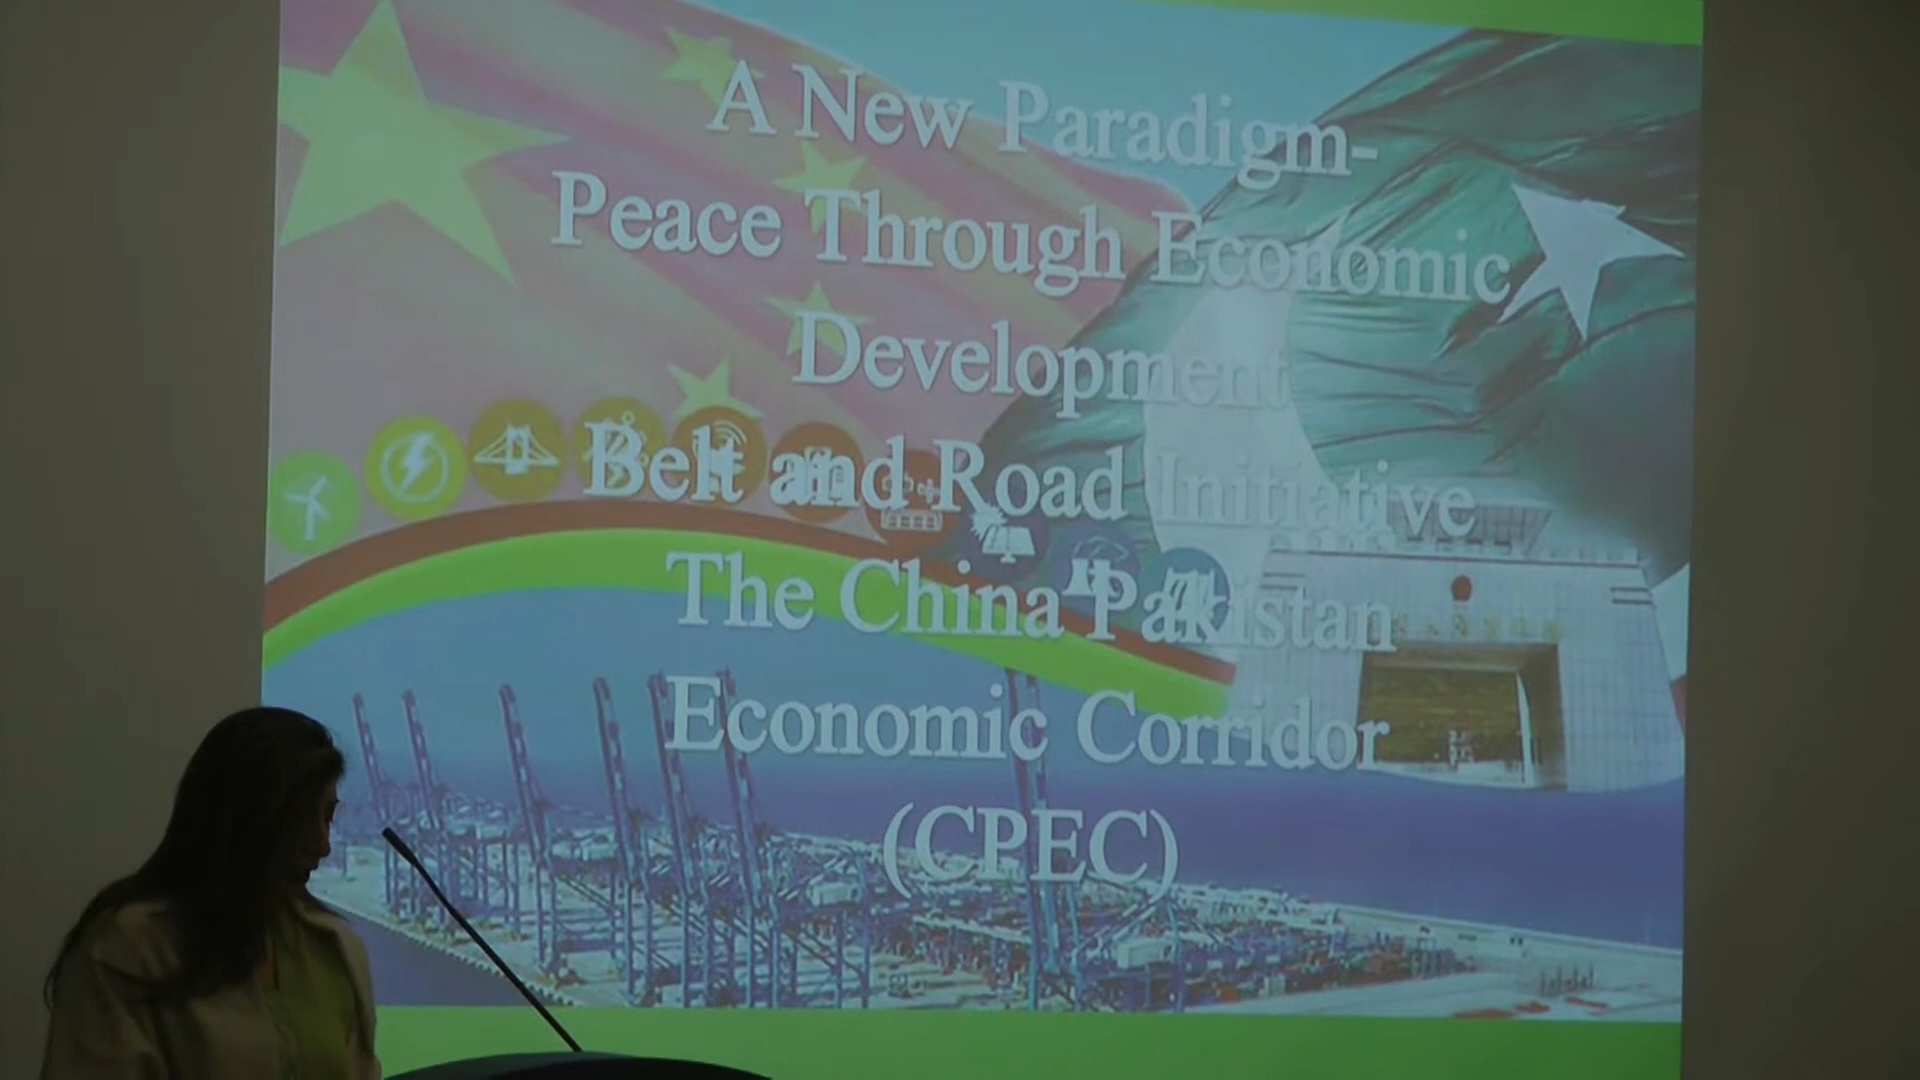 A New Paradigm-
Peace Through Economic
Development
Belt and Road Initiative
The China Pakistan
Economic Corridor
(CPEC)